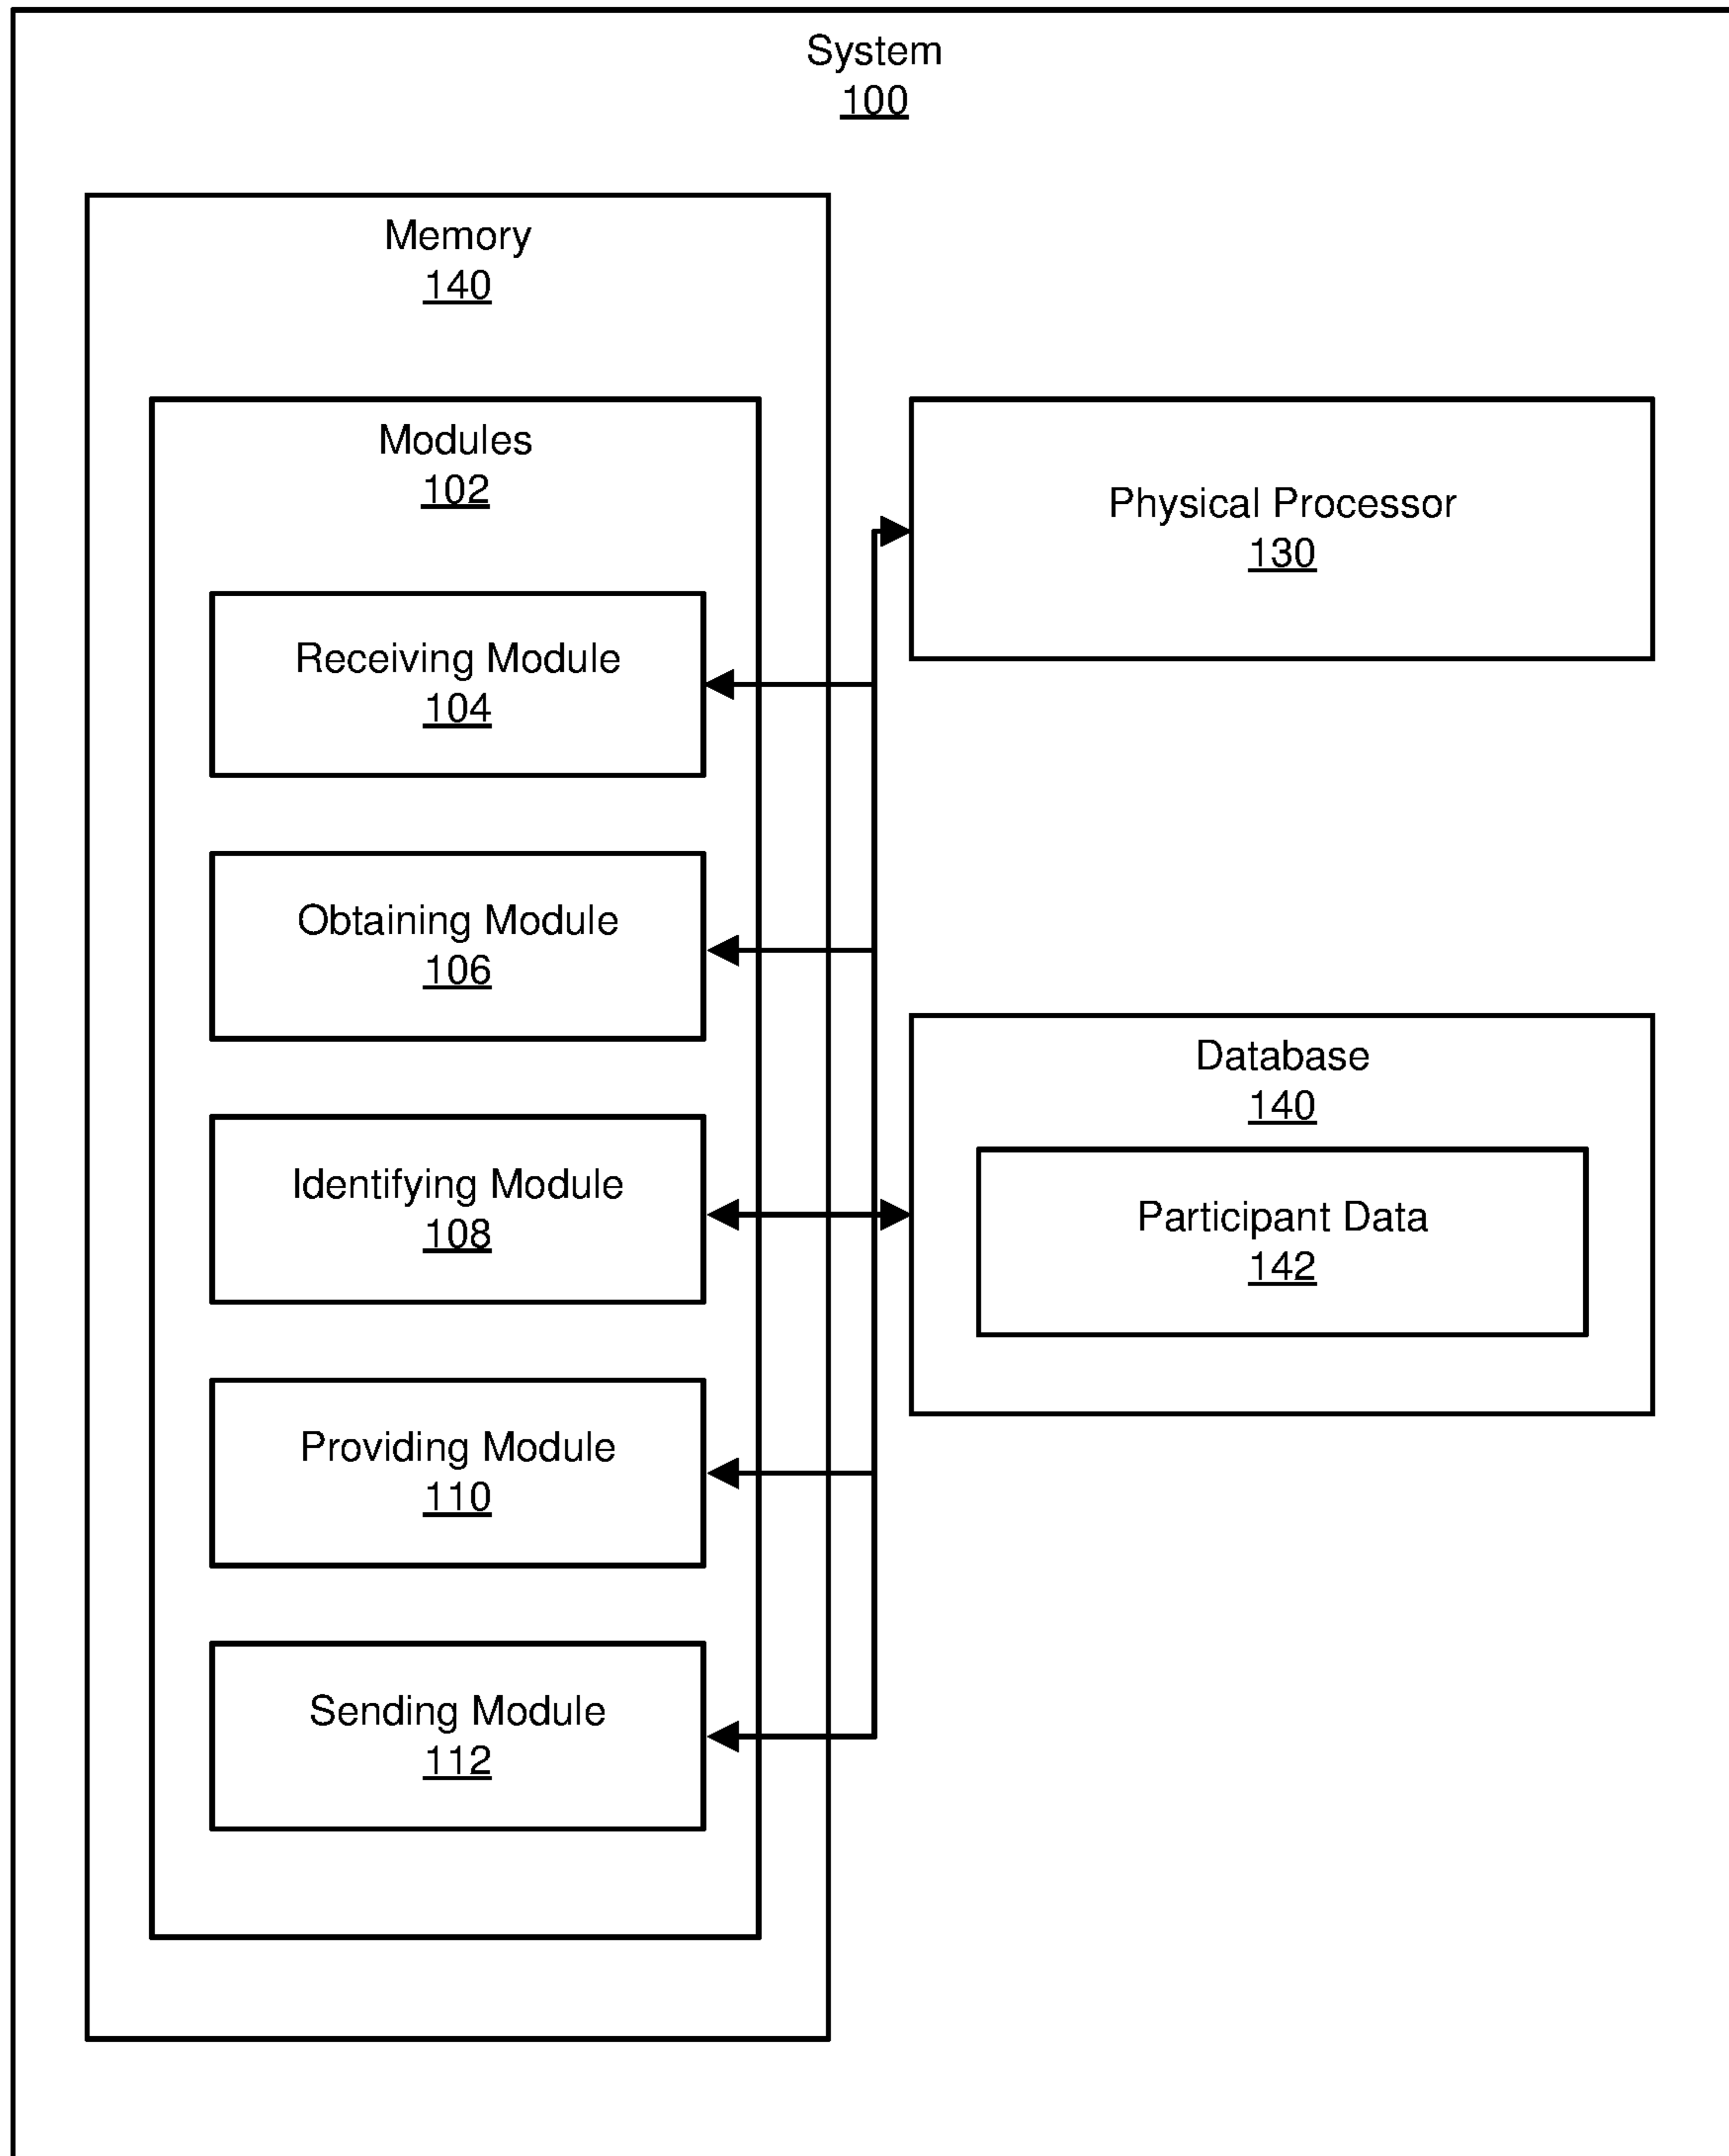 System
100
Memory
140
Modules
102
Receiving Module
104
Obtaining Module
106
Identifying Module
108
Providing Module
110
Sending Module
112
Physical Processor
130
Database
140
Participant Data
142